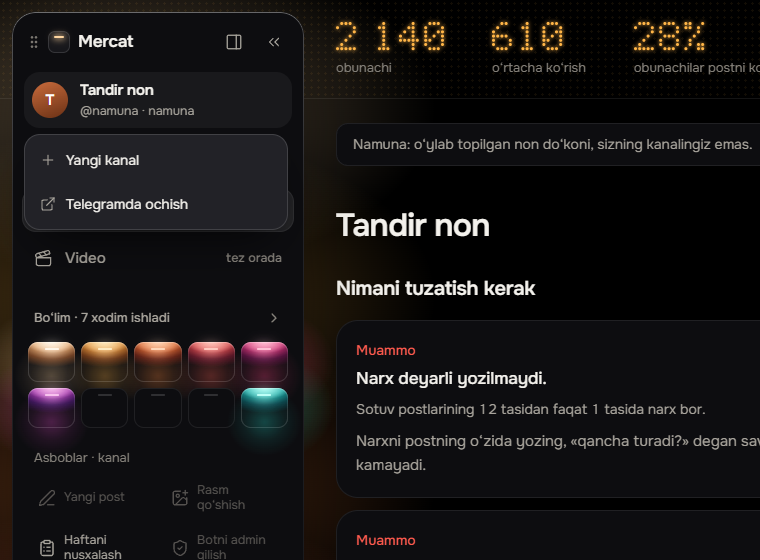 Mercat
T
Tandir non
@namuna · namuna
Yangi kanal
Telegramda ochish
Video
tez orada
Bo‘lim · 7 xodim ishladi
Asboblar · kanal
Yangi post
Rasm
qo‘shish
Haftani
nusxalash
Botni admin
qilish
2 140
obunachi
610
o‘rtacha ko‘rish
28%
obunachilar postni
Namuna: o‘ylab topilgan non do‘koni, sizning kanalingiz emas.
Tandir non
Nimani tuzatish kerak
Muammo
Narx deyarli yozilmaydi.
Sotuv postlarining 12 tasidan faqat 1 tasida narx bor.
Narxni postning o‘zida yozing, «qancha turadi?» degan
kamayadi.
Muammo